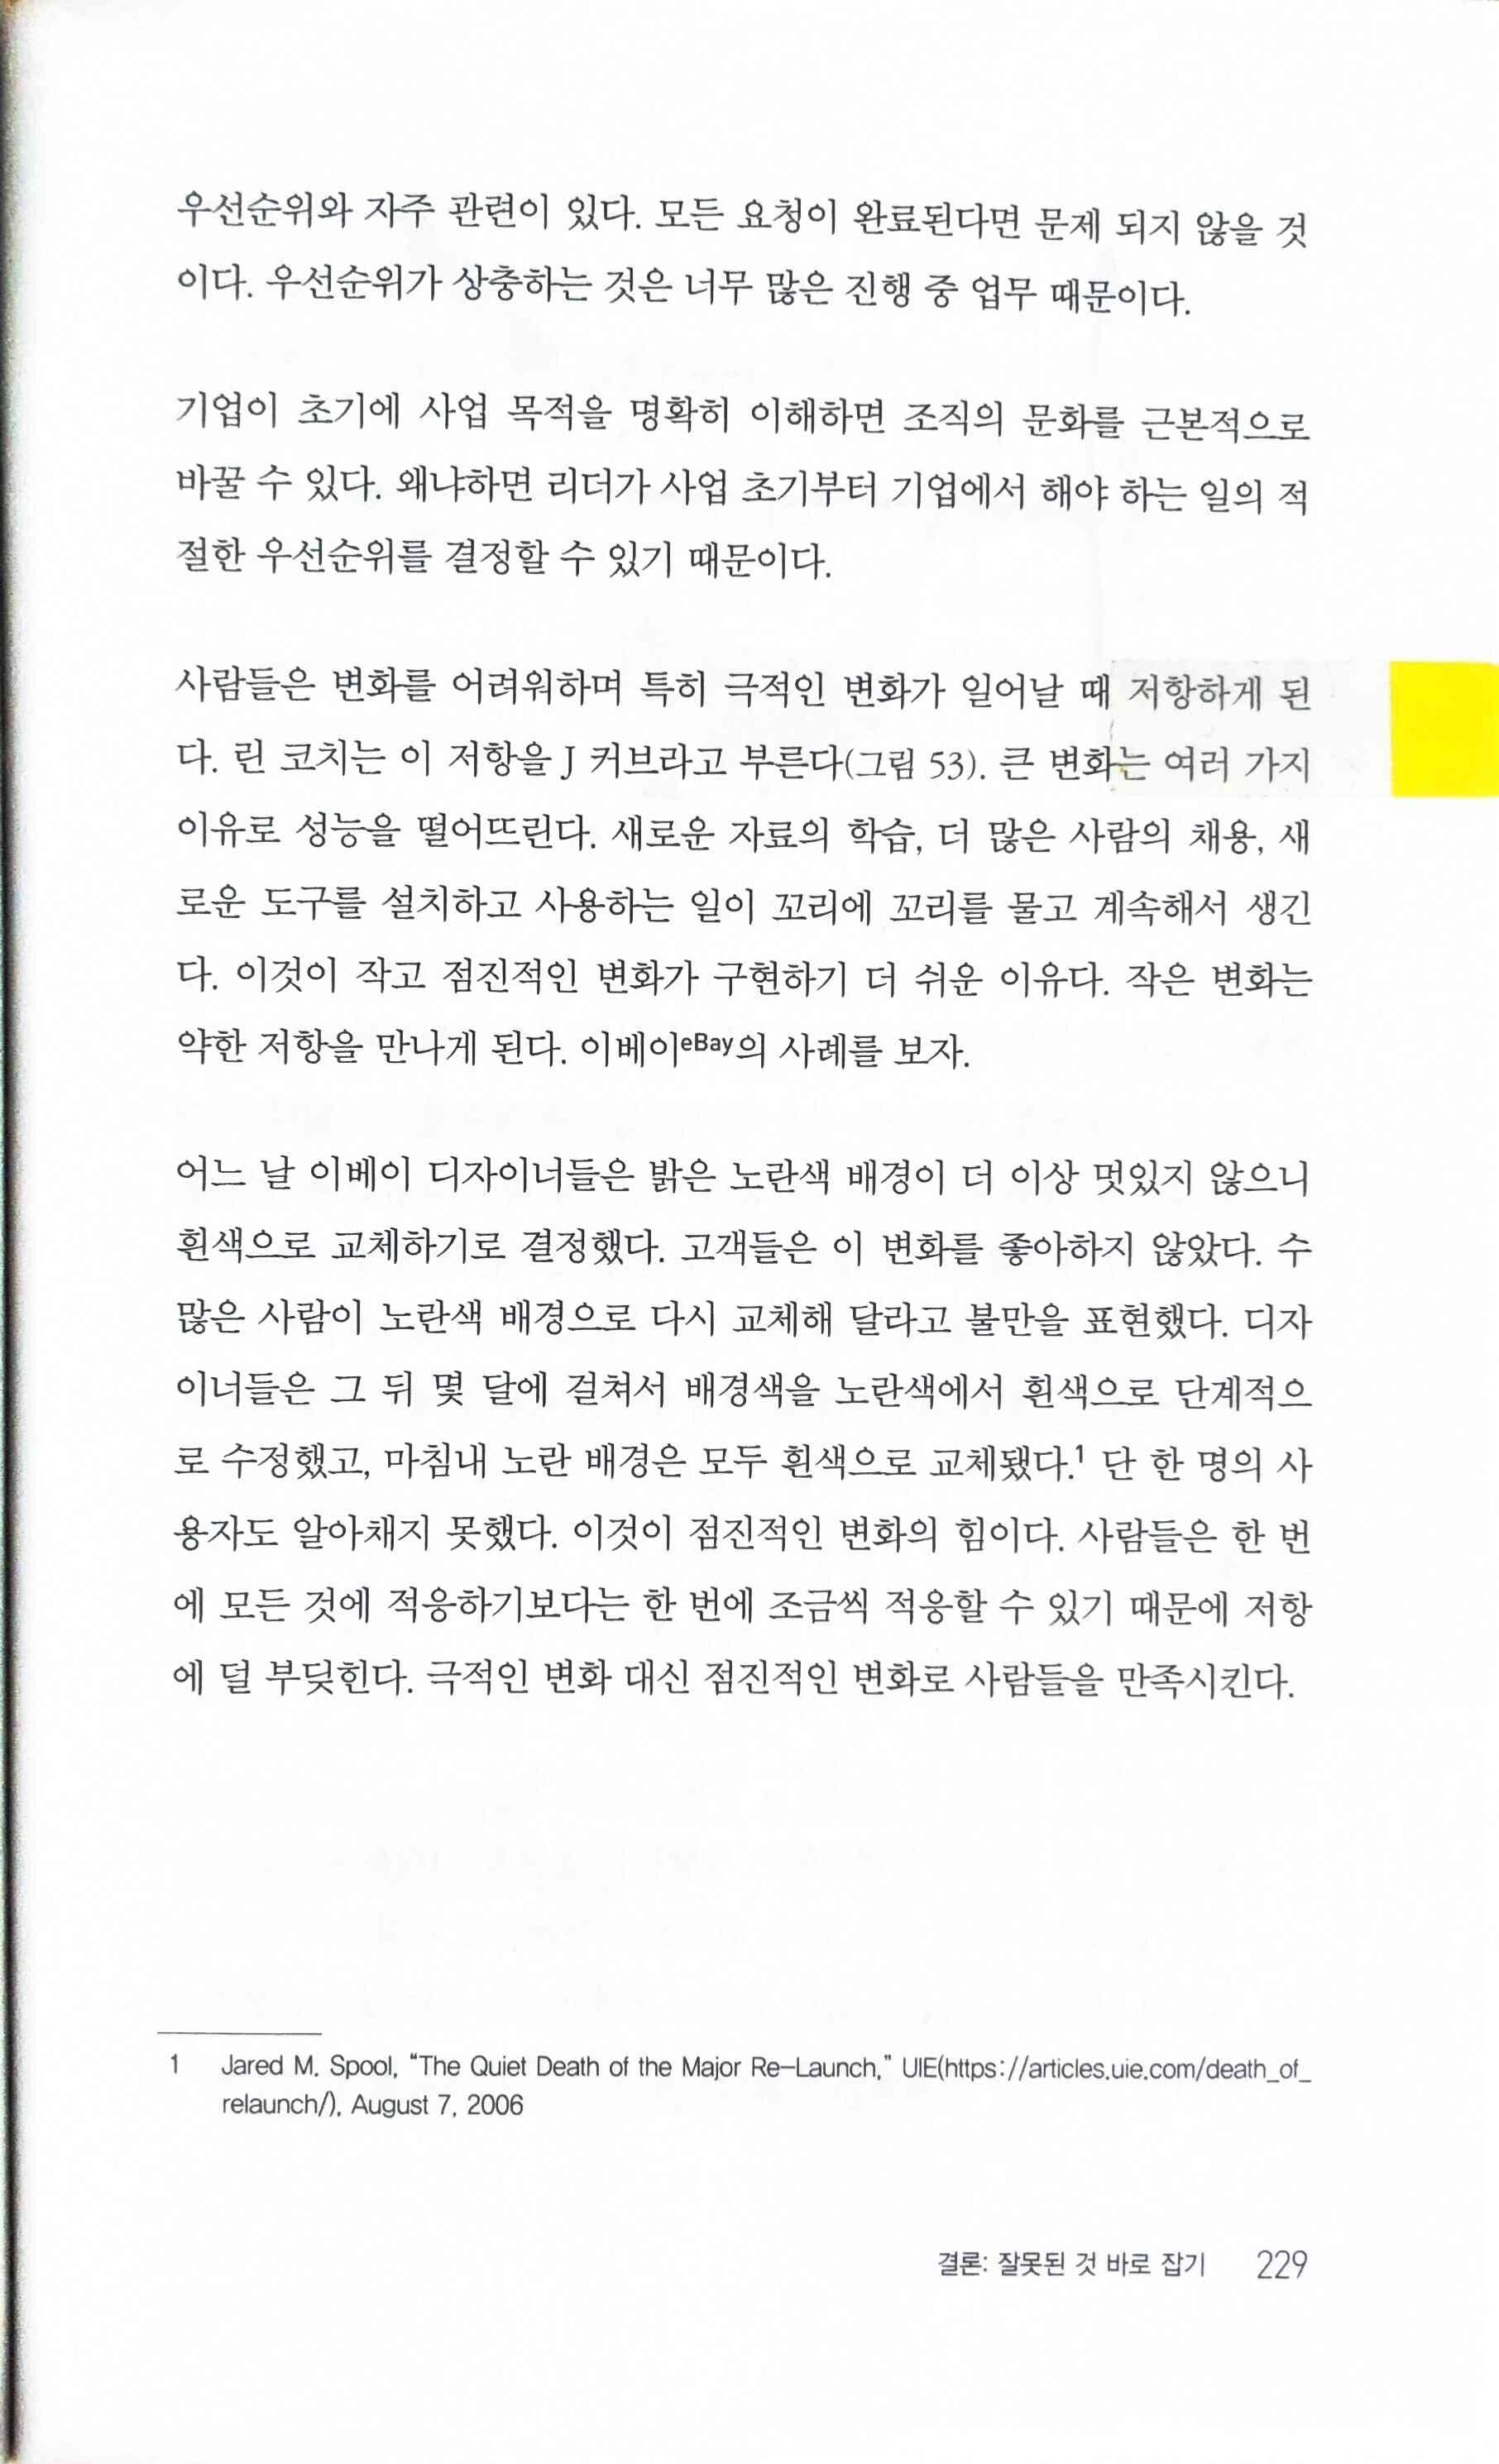 우선순위와 자주 관련이 있다. 모든 요청이 완료된다면 문제 되지 않을 것
이다. 우선순위가 상충하는 것은 너무 많은 진행 중 업무 때문이다.
기업이 초기에 사업 목적을 명확히 이해하면 조직의 문화를 근본적으로
바꿀 수 있다. 왜냐하면 리더가 사업 초기부터 기업에서 해야 하는 일의 적
절한 우선순위를 결정할 수 있기 때문이다.
사람들은 변화를 어려워하며 특히 극적인 변화가 일어날 때 저항하게 된
다. 린 코치는 이 저항을 J 커브라고 부른다(그림 53). 큰 변화는 여러 가지
이유로 성능을 떨어뜨린다. 새로운 자료의 학습, 더 많은 사람의 채용, 새
로운 도구를 설치하고 사용하는 일이 꼬리에 꼬리를 물고 계속해서 생긴
다. 이것이 작고 점진적인 변화가 구현하기 더 쉬운 이유다. 작은 변화는
약한 저항을 만나게 된다. 이베이eBay의 사례를 보자.
어느 날 이베이 디자이너들은 밝은 노란색 배경이 더 이상 멋있지 않으니
흰색으로 교체하기로 결정했다. 고객들은 이 변화를 좋아하지 않았다. 수
많은 사람이 노란색 배경으로 다시 교체해 달라고 불만을 표현했다. 디자
이너들은 그 뒤 몇 달에 걸쳐서 배경색을 노란색에서 흰색으로 단계적으
로 수정했고, 마침내 노란 배경은 모두 흰색으로 교체됐다.1 단 한 명의 사
용자도 알아채지 못했다. 이것이 점진적인 변화의 힘이다. 사람들은 한 번
에 모든 것에 적응하기보다는 한 번에 조금씩 적응할 수 있기 때문에 저항
에 덜 부딪힌다. 극적인 변화 대신 점진적인 변화로 사람들을 만족시킨다.
1 Jared M. Spool, "The Quiet Death of the Major Re-Launch," UIE(https://articles.uie.com/death_of_
relaunch/), August 7, 2006
결론: 잘못된 것 바로 잡기 229